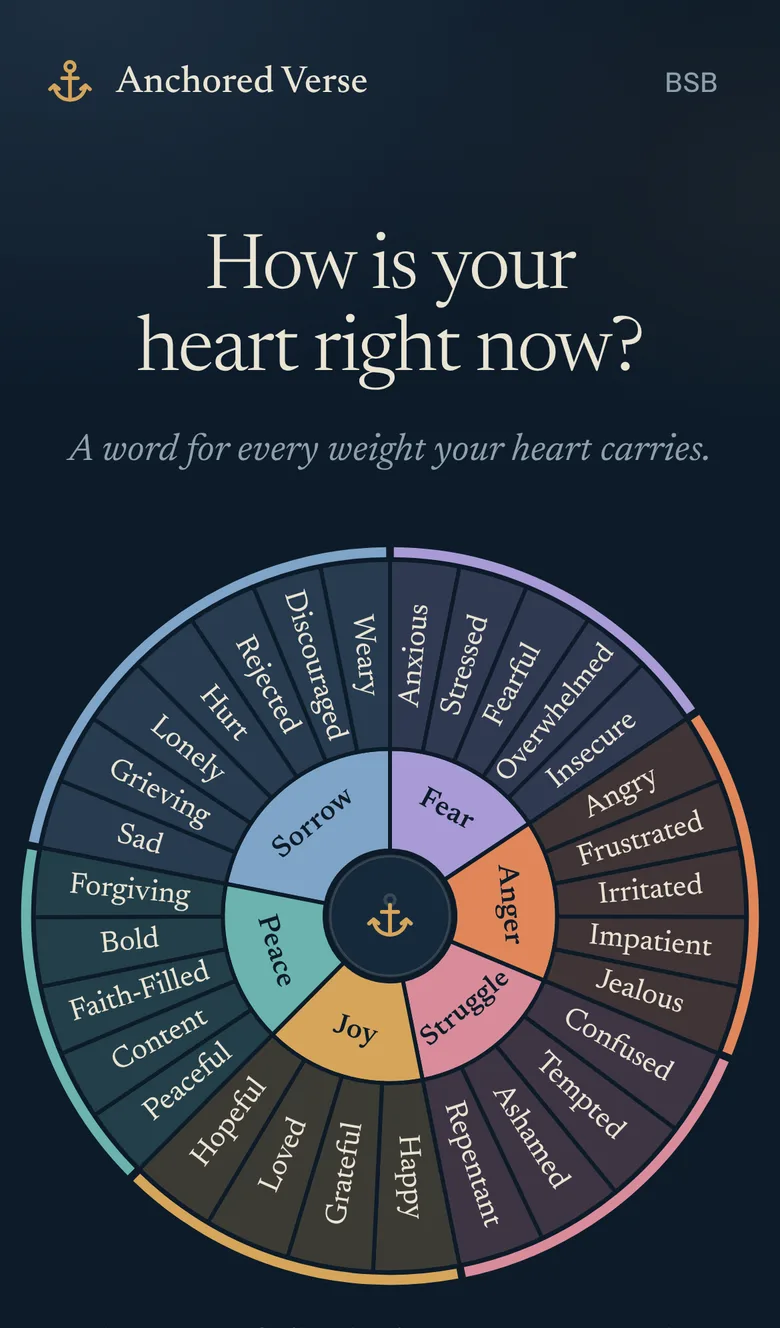 Anchored Verse
BSB
How is your
heart right now?
A word for every weight your heart carries.
Fear
Anxious
Stressed
Fearful
Overwhelmed
Insecure
Anger
Angry
Frustrated
Irritated
Impatient
Jealous
Struggle
Confused
Tempted
Ashamed
Repentant
Joy
Happy
Grateful
Loved
Hopeful
Peace
Peaceful
Content
Faith-Filled
Bold
Forgiving
Sorrow
Sad
Grieving
Lonely
Hurt
Rejected
Discouraged
Weary